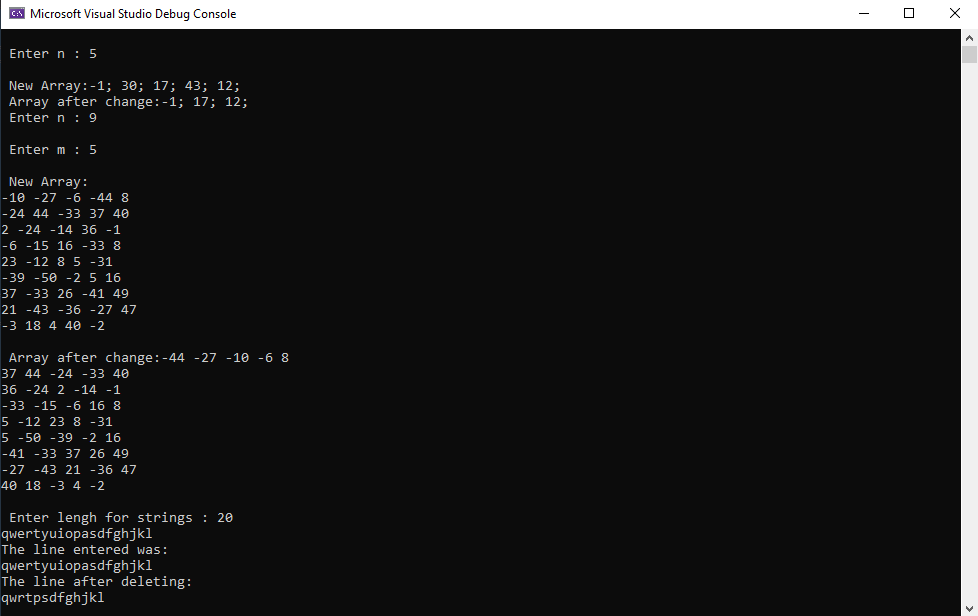 Microsoft Visual Studio Debug Console
Enter n : 5
New Array:-1; 30; 17; 43; 12;
Array after change:-1; 17; 12;
Enter n : 9
Enter m : 5
New Array:
-10 -27 -6 -44 8
-24 44 -33 37 40
2 -24 -14 36 -1
-6 -15 16 -33 8
23 -12 8 5 -31
-39 -50 -2 5 16
37 -33 26 -41 49
21 -43 -36 -27 47
-3 18 4 40 -2
Array after change:-44 -27 -10 -6 8
37 44 -24 -33 40
36 -24 2 -14 -1
-33 -15 -6 16 8
5 -12 23 8 -31
5 -50 -39 -2 16
-41 -33 37 26 49
-27 -43 21 -36 47
40 18 -3 4 -2
Enter lengh for strings : 20
qwertyuiopasdfghjkl
The line entered was:
qwertyuiopasdfghjkl
The line after deleting:
qwrtpsdfghjkl